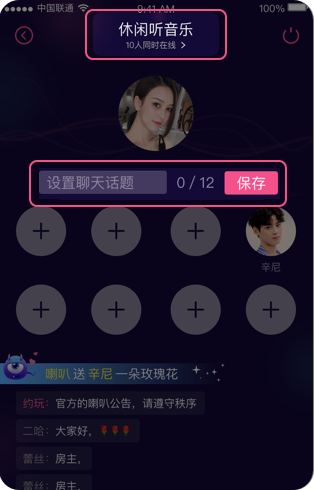 中国联通
9:41 AM
100%
休闲听音乐
10人同时在线 >
设置聊天话题
0 / 12
保存
辛尼
喇叭 送 辛尼 一朵玫瑰花
约玩：官方的喇叭公告，请遵守秩序
二哈：大家好，
蕾丝：房主，
蕾丝：房主，